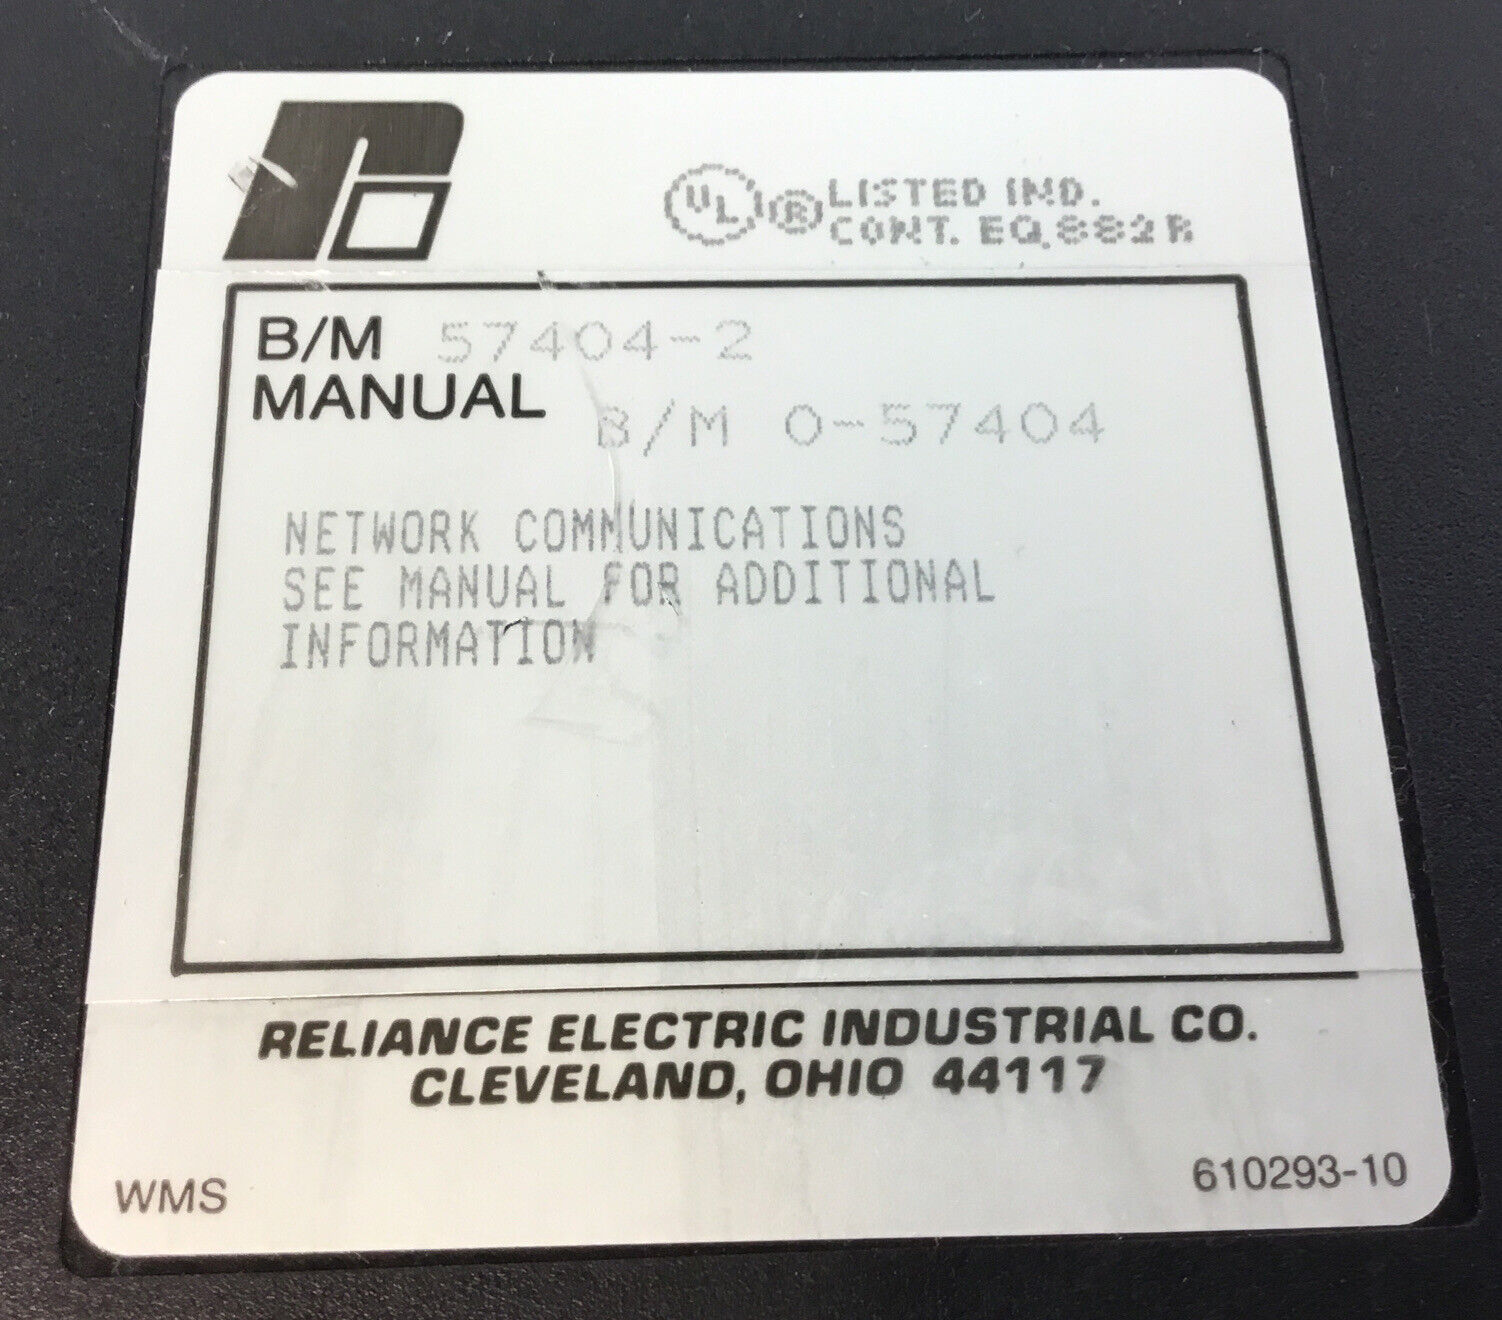 UL ® LISTED IND.
CONT. EQ. 882R
B/M 57404-2
MANUAL
B/M 0-57404
NETWORK COMMUNICATIONS
SEE MANUAL FOR ADDITIONAL
INFORMATION
RELIANCE ELECTRIC INDUSTRIAL CO.
CLEVELAND, OHIO 44117
WMS
610293-10